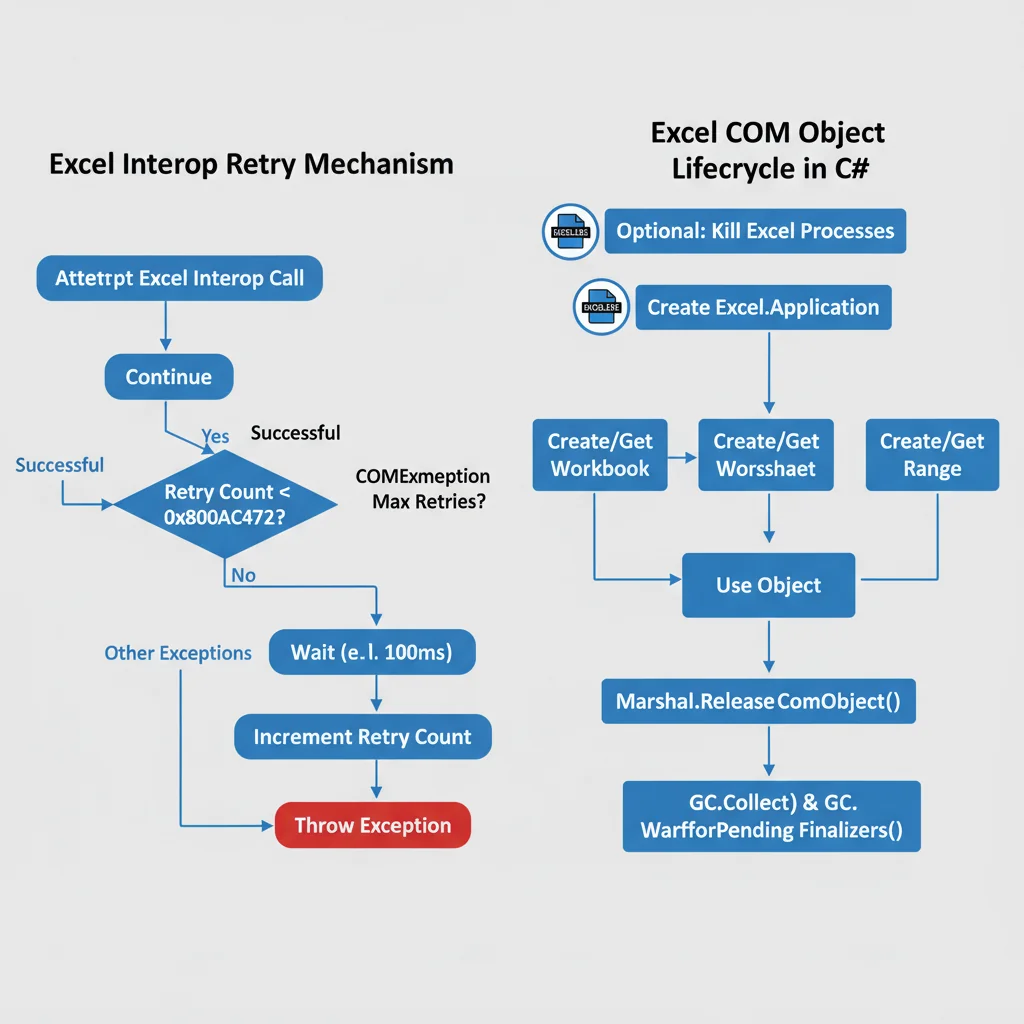 Excel Interop Retry Mechanism
Attetrpt Excel Interop Call
Continue
Yes
Successful
Successful
Retry Count <
0x800AC472?
COMExmeption
Max Retries?
No
Other Exceptions
Wait (e.l. 100ms)
Increment Retry Count
Throw Exception
Excel COM Object
Lifecrycle in C#
Optional: Kill Excel Processes
Create Excel.Application
Create/Get
Workbook
Create/Get
Worsshaet
Create/Get
Range
Use Object
Marshal.ReleaseComObject()
GC.Collect) & GC.
WarfforPending Finalizers()